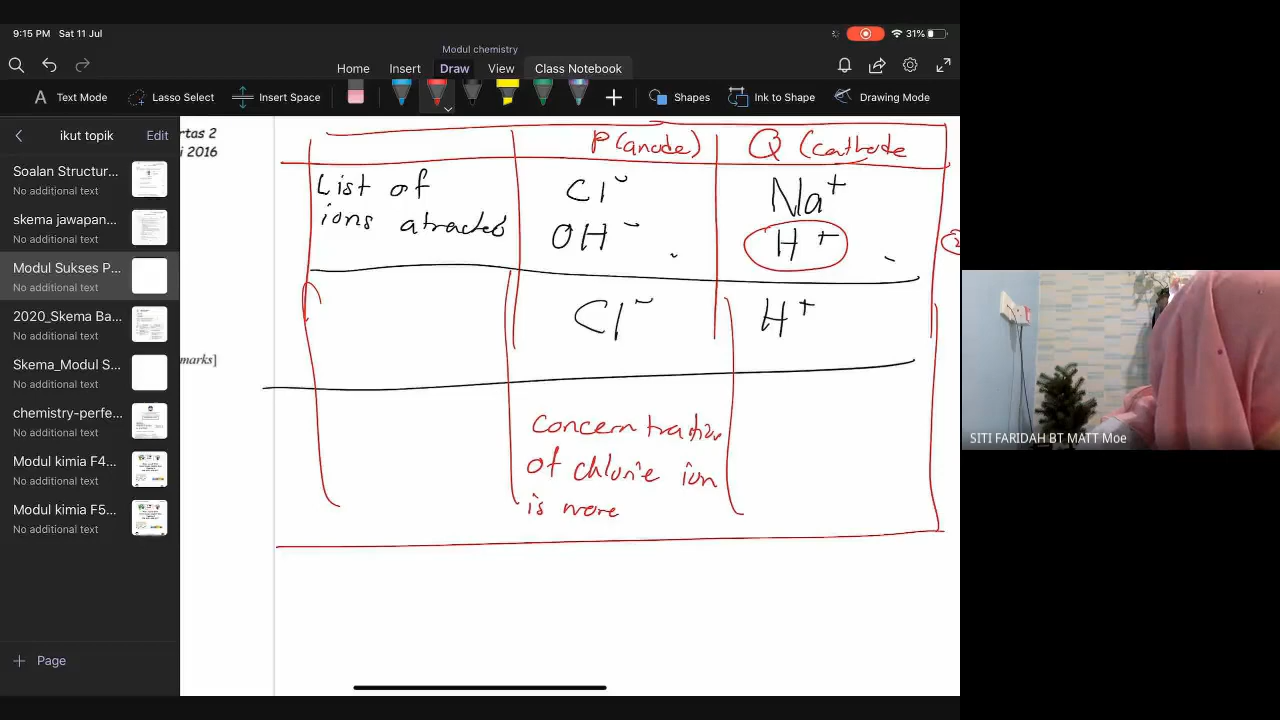 9:15 PM Sat 11 Jul
31%
Modul chemistry
Home Insert Draw View Class Notebook
A Text Mode Lasso Select Insert Space Shapes Ink to Shape Drawing Mode
ikut topik Edit
Soalan Structur...
No additional text
skema jawapan...
No additional text
Modul Sukses P...
No additional text
2020_Skema Ba...
No additional text
Skema_Modul S...
No additional text
chemistry-perfe...
No additional text
Modul kimia F4...
No additional text
Modul kimia F5...
No additional text
+ Page
rtas 2
i 2016
marks]
P (anode) Q (cathode
List of Cl⁻ Na⁺
ions atracted OH⁻ H⁺
2
Cl⁻ H⁺
concerntration
of chlorie ion
is more
SITI FARIDAH BT MATT Moe